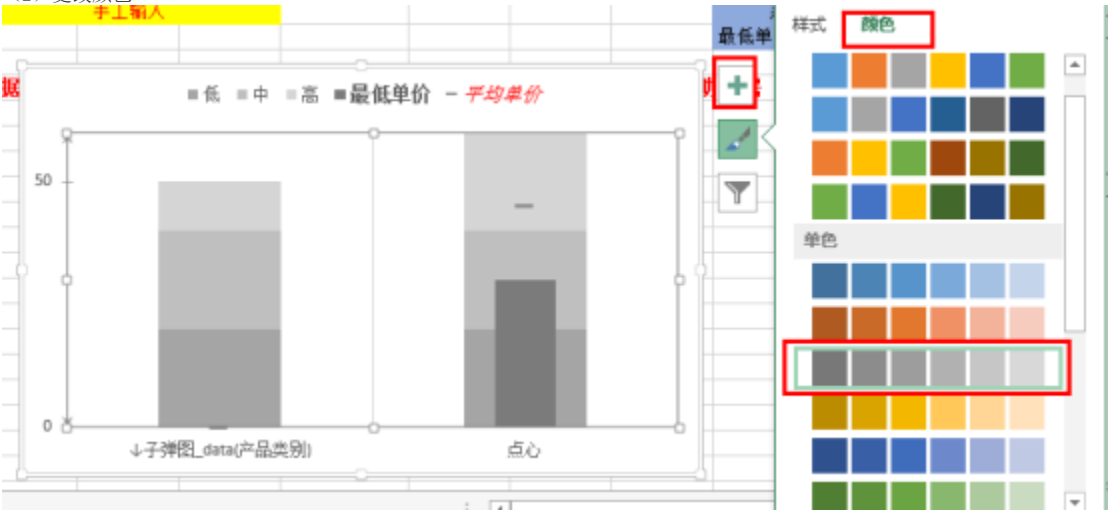 手工输入
最低单
样式 颜色
据
低 中 高 最低单价 平均单价
50
单色
0
↓子弹图_data(产品类别) 点心